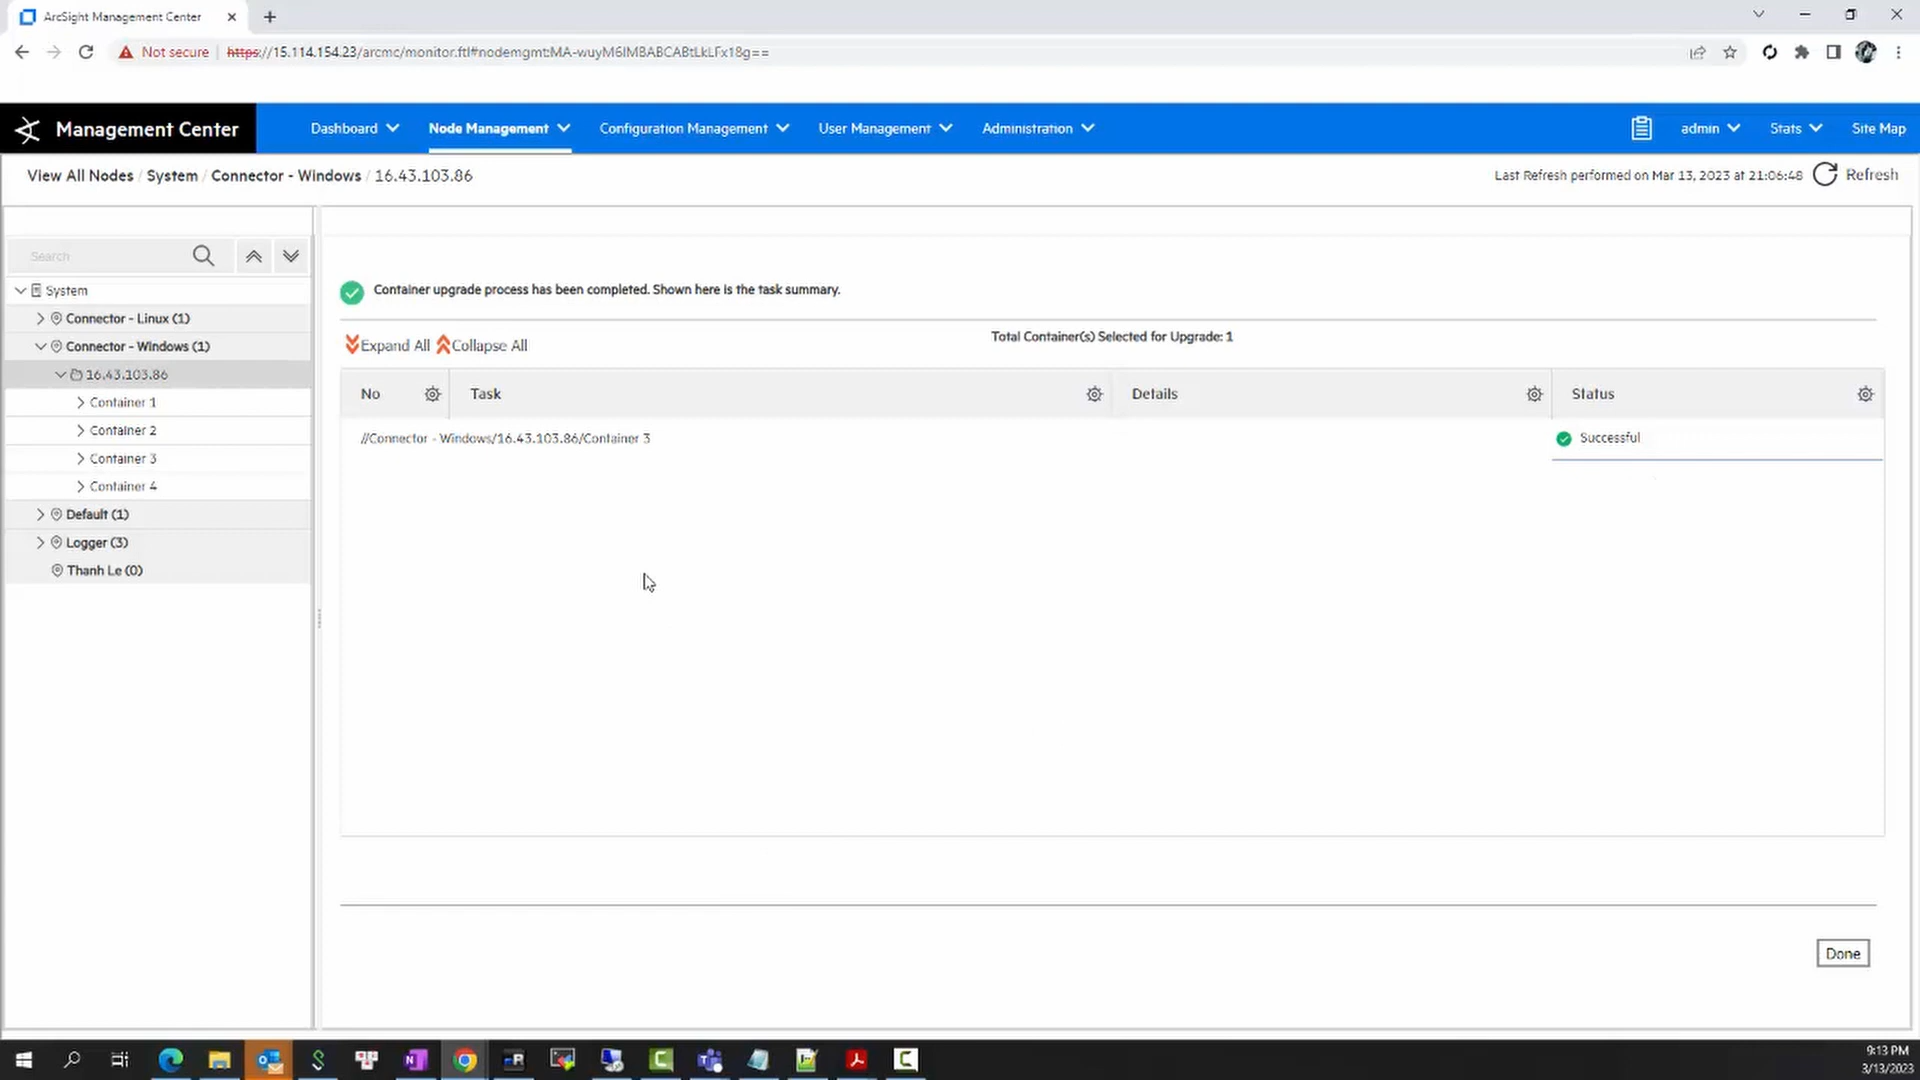 ArcSight Management Center
Not secure
https://15.114.154.23/arcmc/monitor.ftl#nodemgmt:MA-wuyM6IMBABCABtLkLFx18g==
Management Center
Dashboard
Node Management
Configuration Management
User Management
Administration
admin
Stats
Site Map
View All Nodes / System / Connector - Windows / 16.43.103.86
Last Refresh performed on Mar 13, 2023 at 21:06:48
Refresh
Search
System
Connector - Linux (1)
Connector - Windows (1)
16.43.103.86
Container 1
Container 2
Container 3
Container 4
Default (1)
Logger (3)
Thanh Le (0)
Container upgrade process has been completed. Shown here is the task summary.
Expand All Collapse All
Total Container(s) Selected for Upgrade: 1
No Task Details Status
//Connector - Windows/16.43.103.86/Container 3 Successful
Done
9:13 PM
3/13/2023